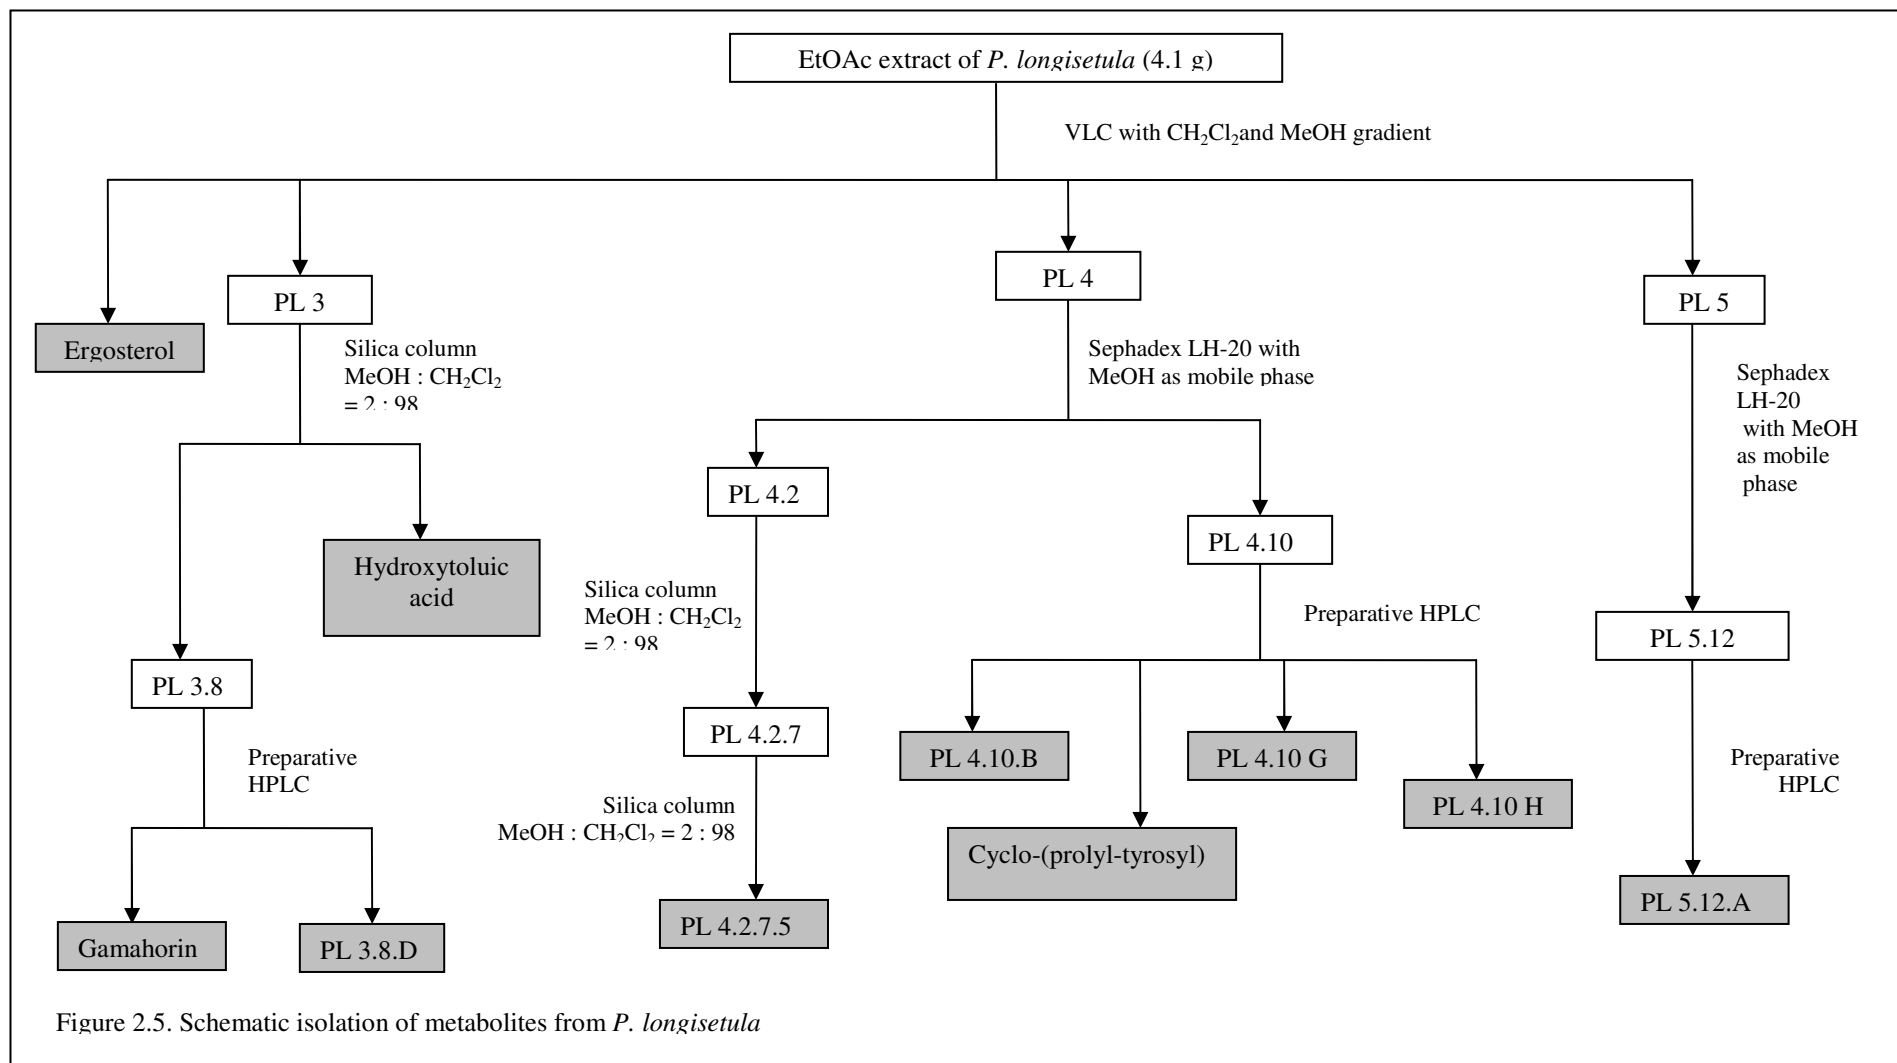 EtOAc extract of P. longisetula (4.1 g)
VLC with CH₂Cl₂and MeOH gradient
PL 3
PL 4
PL 5
Ergosterol
Silica column
MeOH : CH₂Cl₂
= 2 : 98
Sephadex LH-20 with
MeOH as mobile phase
Sephadex
LH-20
with MeOH
as mobile
phase
PL 4.2
PL 4.10
Hydroxytoluic
acid
Silica column
MeOH : CH₂Cl₂
= 2 : 98
Preparative HPLC
PL 5.12
PL 3.8
PL 4.2.7
Preparative
HPLC
PL 4.10.B
PL 4.10 G
PL 4.10 H
Preparative
HPLC
Silica column
MeOH : CH₂Cl₂ = 2 : 98
Cyclo-(prolyl-tyrosyl)
PL 5.12.A
Gamahorin
PL 3.8.D
PL 4.2.7.5
Figure 2.5. Schematic isolation of metabolites from P. longisetula